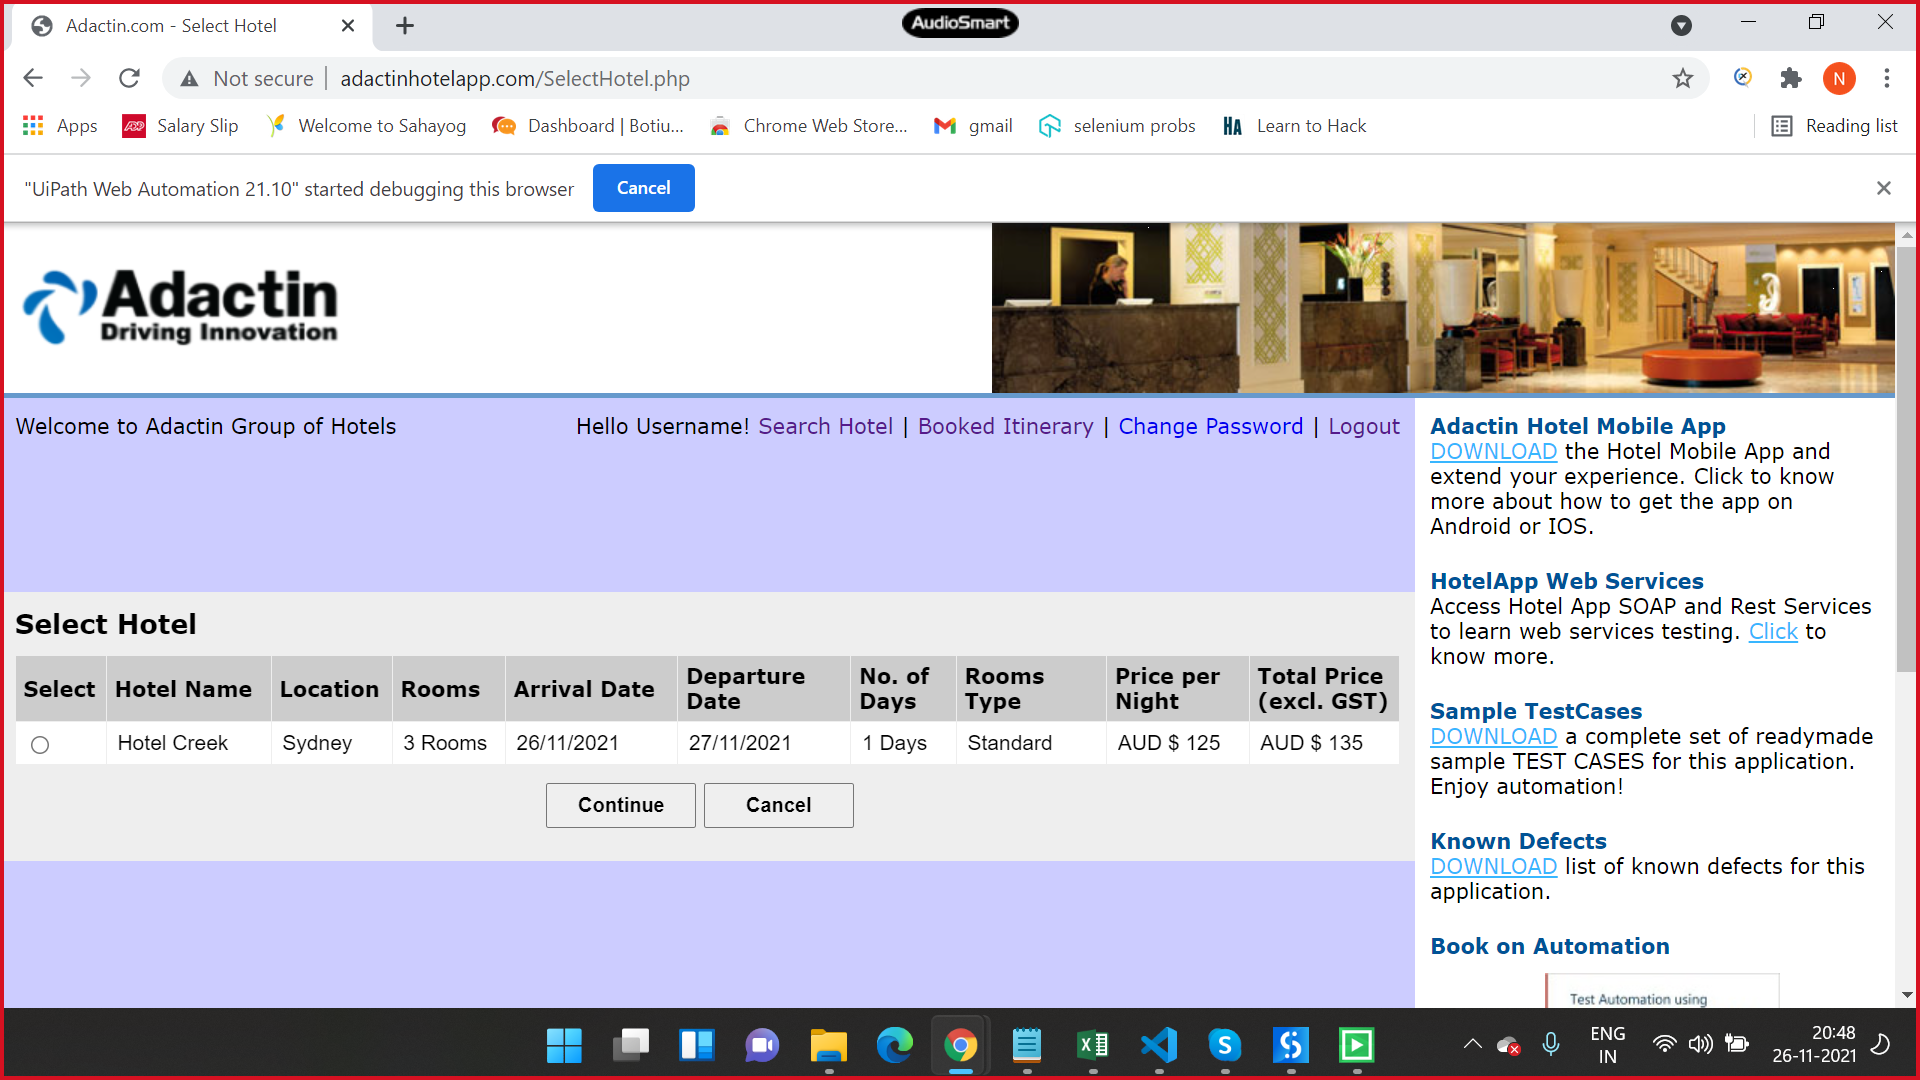 Adactin.com - Select Hotel
AudioSmart
Not secure | adactinhotelapp.com/SelectHotel.php
N
Apps
Salary Slip
Welcome to Sahayog
Dashboard | Botiu...
Chrome Web Store...
gmail
selenium probs
HA Learn to Hack
Reading list
"UiPath Web Automation 21.10" started debugging this browser
Cancel
Adactin
Driving Innovation
Welcome to Adactin Group of Hotels
Hello Username! Search Hotel | Booked Itinerary | Change Password | Logout
Select Hotel
Select Hotel Name Location Rooms Arrival Date Departure Date No. of Days Rooms Type Price per Night Total Price (excl. GST)
Hotel Creek Sydney 3 Rooms 26/11/2021 27/11/2021 1 Days Standard AUD $ 125 AUD $ 135
Continue Cancel
Adactin Hotel Mobile App
DOWNLOAD the Hotel Mobile App and
extend your experience. Click to know
more about how to get the app on
Android or IOS.
HotelApp Web Services
Access Hotel App SOAP and Rest Services
to learn web services testing. Click to
know more.
Sample TestCases
DOWNLOAD a complete set of readymade
sample TEST CASES for this application.
Enjoy automation!
Known Defects
DOWNLOAD list of known defects for this
application.
Book on Automation
Test Automation using
ENG
IN
20:48
26-11-2021